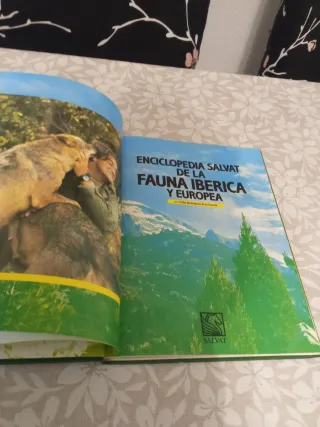 ENCICLOPEDIA SALVAT
DE LA
FAUNA IBERICA
Y EUROPEA
SALVAT